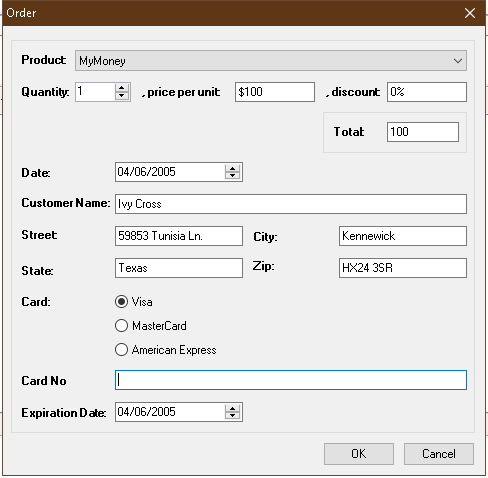 Order
Product: MyMoney
Quantity: 1 , price per unit: $100 , discount: 0%
Total: 100
Date: 04/06/2005
Customer Name: Ivy Cross
Street: 59853 Tunisia Ln. City: Kennewick
State: Texas Zip: HX24 3SR
Card: Visa
MasterCard
American Express
Card No
Expiration Date: 04/06/2005
OK Cancel